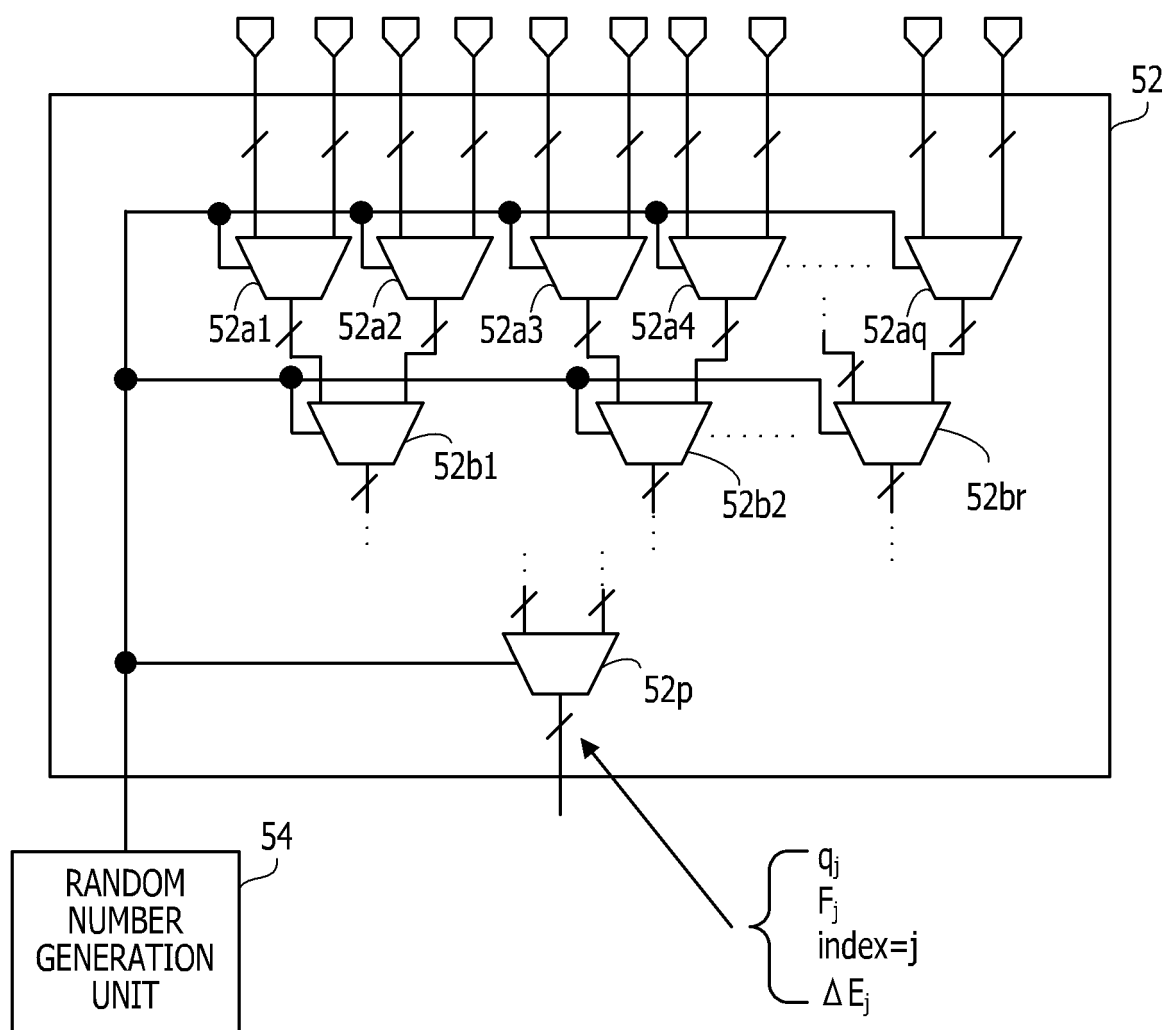 52
52a1
52a2
52a3
52a4
52aq
52b1
52b2
52br
52p
54
RANDOM
NUMBER
GENERATION
UNIT
qj
Fj
index=j
ΔEj